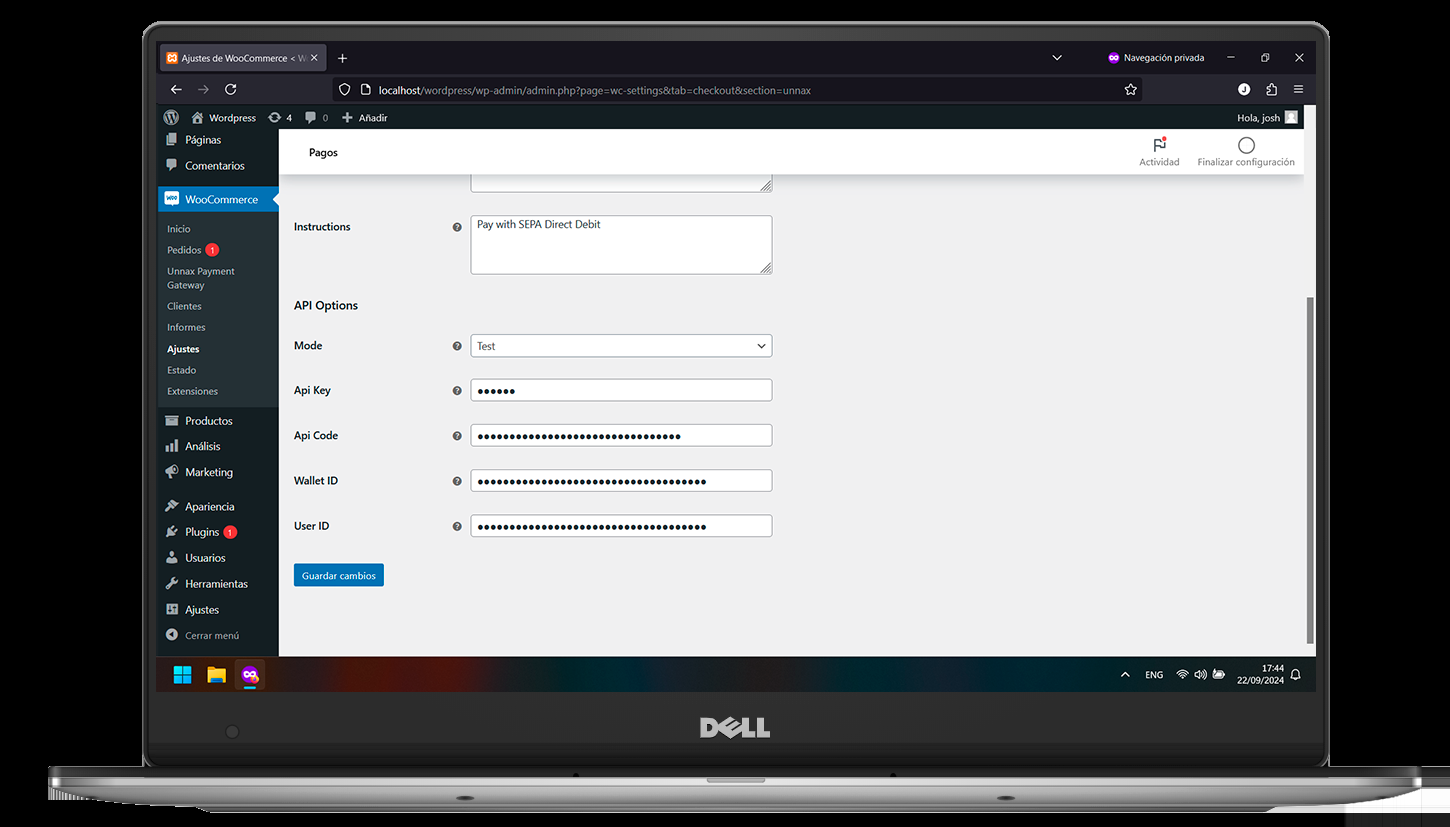 Ajustes de WooCommerce < W
Navegación privada
localhost/wordpress/wp-admin/admin.php?page=wc-settings&tab=checkout&section=unnax
J
Wordpress 4 0 Añadir
Hola, josh
Páginas
Comentarios
WooCommerce
Inicio
Pedidos 1
Unnax Payment
Gateway
Clientes
Informes
Ajustes
Estado
Extensiones
Productos
Análisis
Marketing
Apariencia
Plugins 1
Usuarios
Herramientas
Ajustes
Cerrar menú
Pagos
Actividad
Finalizar configuración
Instructions
Pay with SEPA Direct Debit
API Options
Mode
Test
Api Key
••••••
Api Code
••••••••••••••••••••••••••••••••
Wallet ID
••••••••••••••••••••••••••••••••••••
User ID
••••••••••••••••••••••••••••••••••••
Guardar cambios
ENG
17:44
22/09/2024
DELL